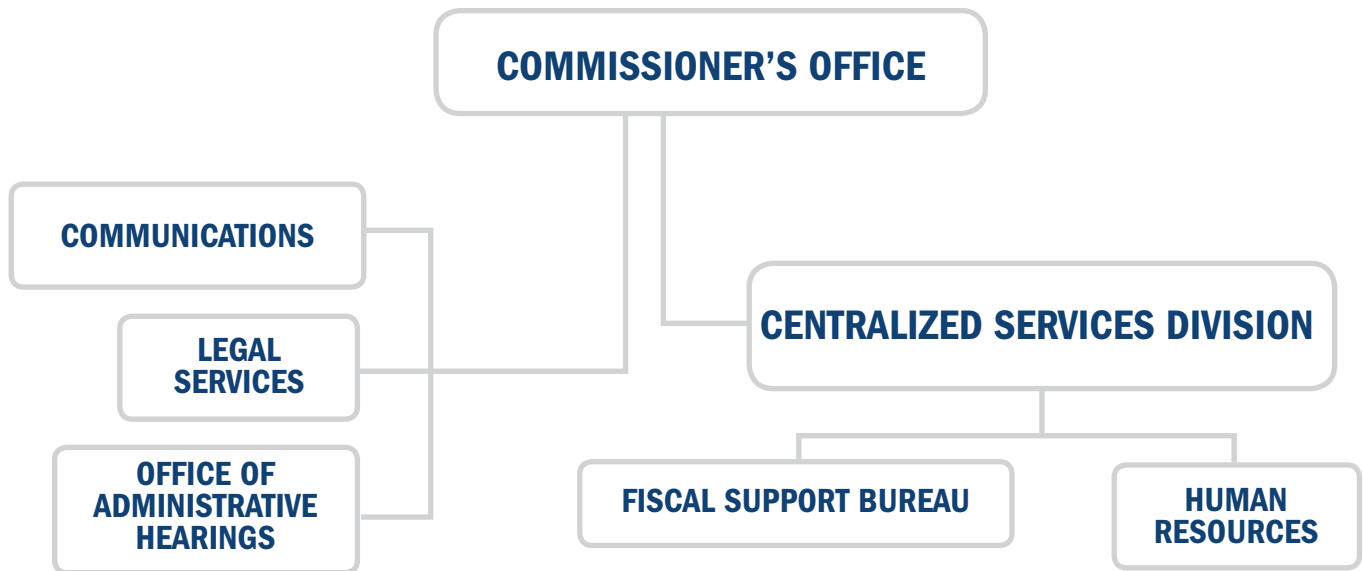 COMMISSIONER’S OFFICE
COMMUNICATIONS
LEGAL
SERVICES
OFFICE OF
ADMINISTRATIVE
HEARINGS
CENTRALIZED SERVICES DIVISION
FISCAL SUPPORT BUREAU
HUMAN
RESOURCES